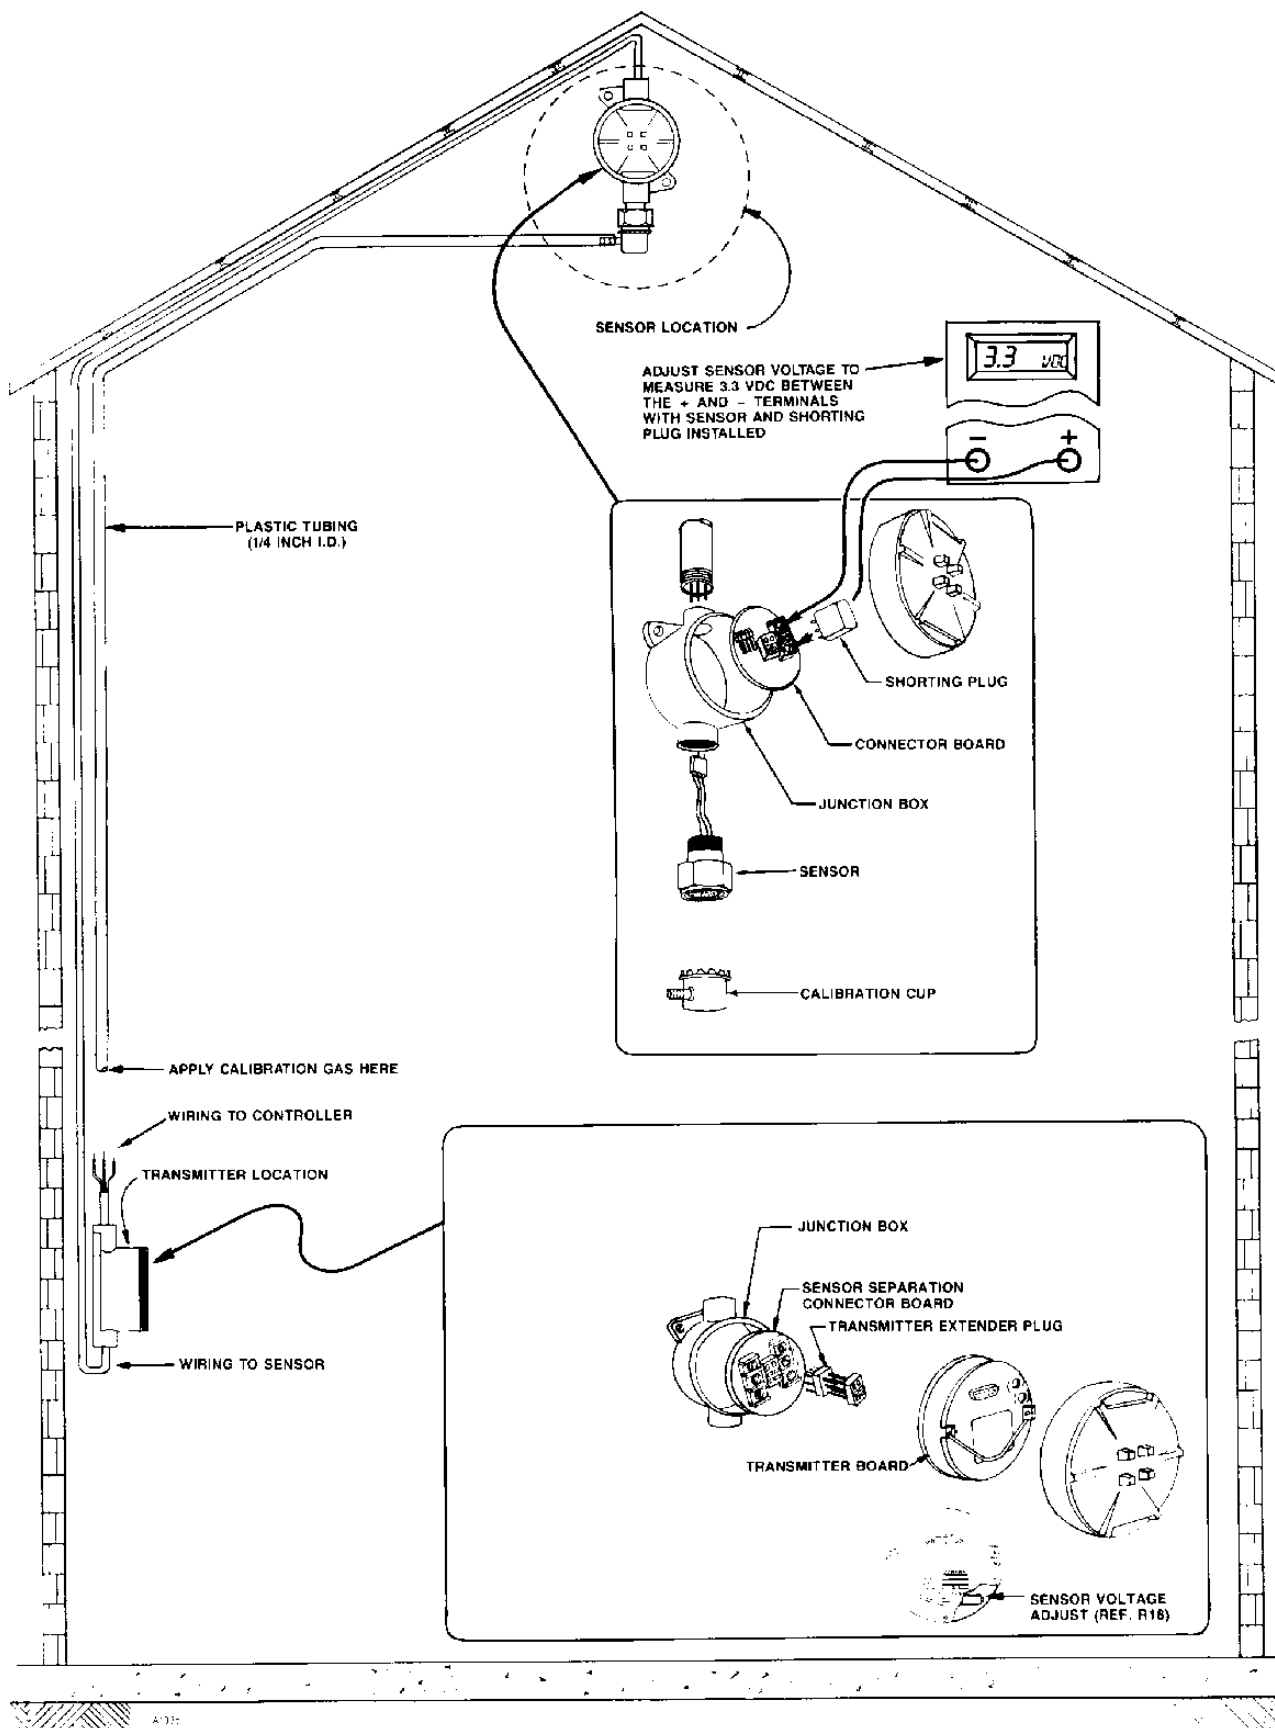 SENSOR LOCATION
3.3 VDC
ADJUST SENSOR VOLTAGE TO
MEASURE 3.3 VDC BETWEEN
THE + AND – TERMINALS
WITH SENSOR AND SHORTING
PLUG INSTALLED
– +
PLASTIC TUBING
(1/4 INCH I.D.)
SHORTING PLUG
CONNECTOR BOARD
JUNCTION BOX
SENSOR
CALIBRATION CUP
APPLY CALIBRATION GAS HERE
WIRING TO CONTROLLER
TRANSMITTER LOCATION
JUNCTION BOX
SENSOR SEPARATION
CONNECTOR BOARD
TRANSMITTER EXTENDER PLUG
WIRING TO SENSOR
TRANSMITTER BOARD
SENSOR VOLTAGE
ADJUST (REF. R16)